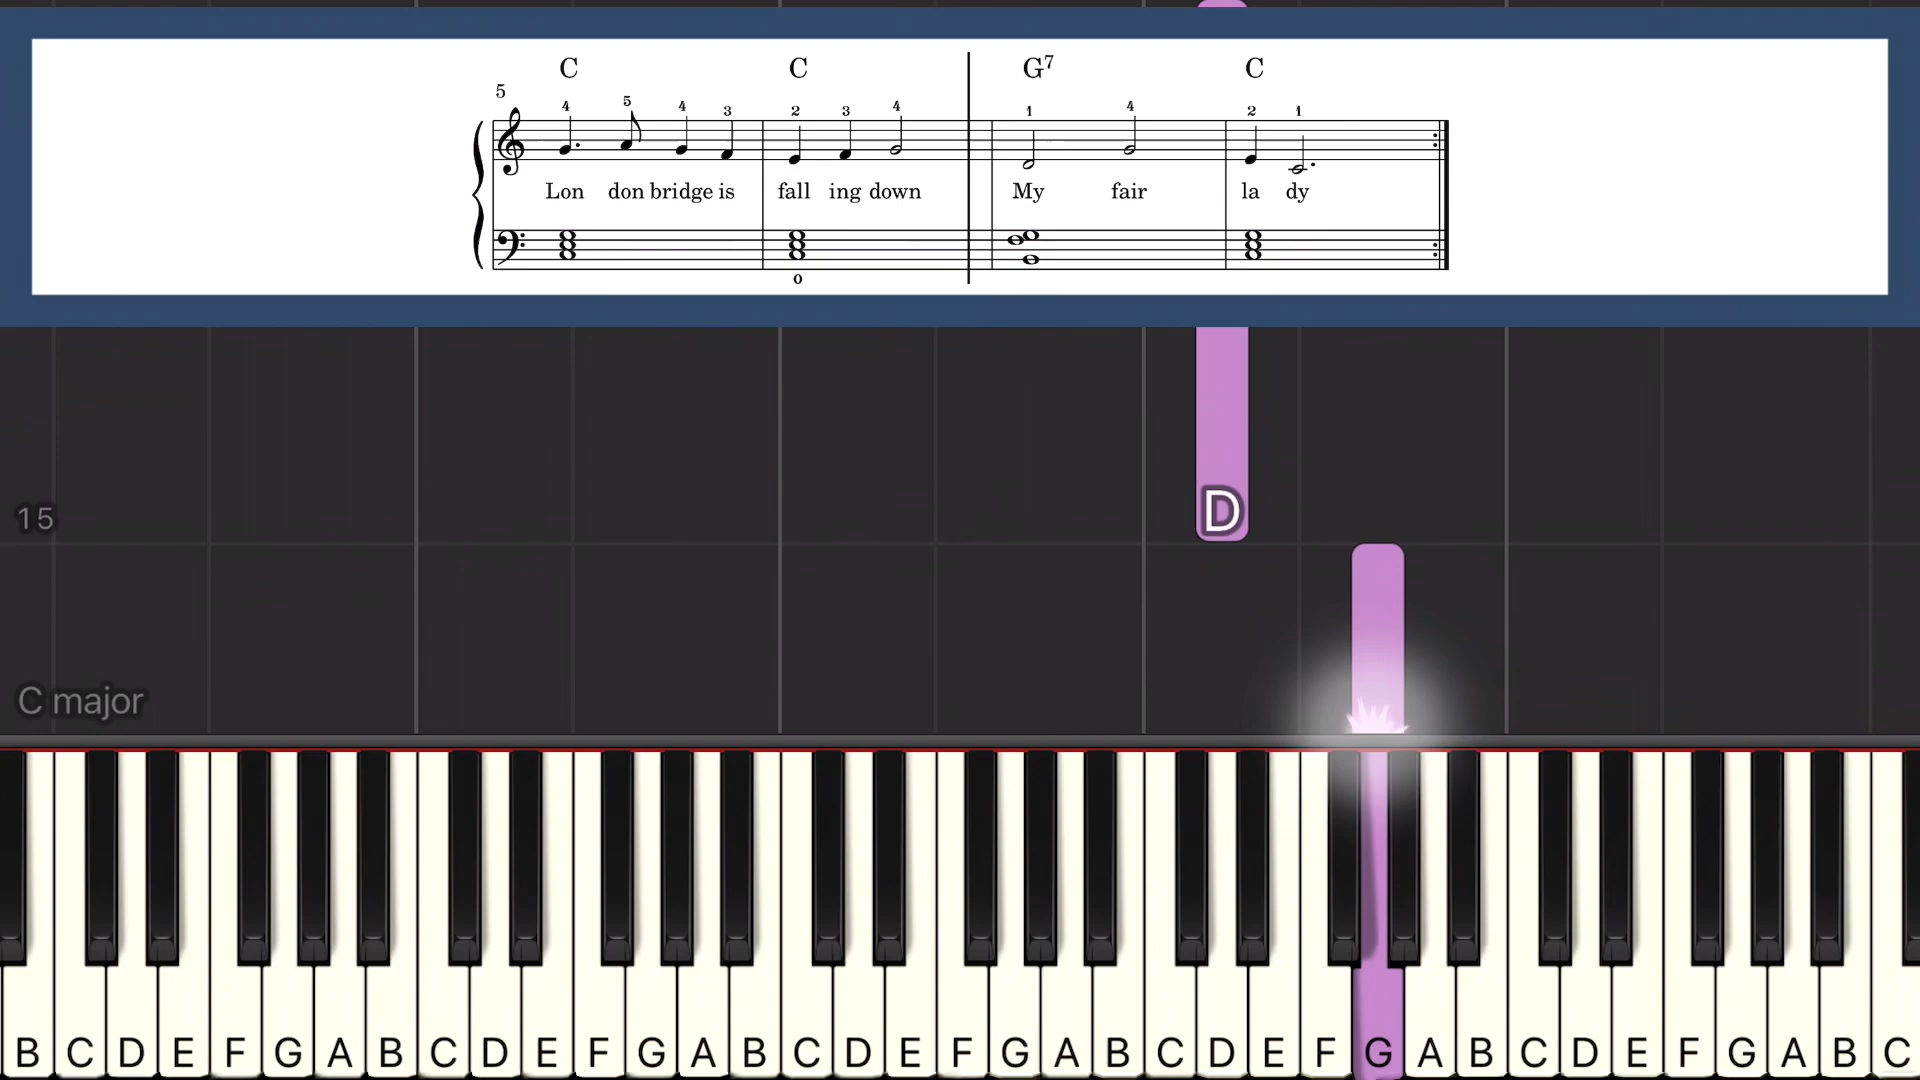 C C G7 C
5
4 5 4 3 2 3 4 1 4 2 1
Lon don bridge is fall ing down My fair la dy
o
D
15
C major
B C D E F G A B C D E F G A B C D E F G A B C D E F G A B C D E F G A B C